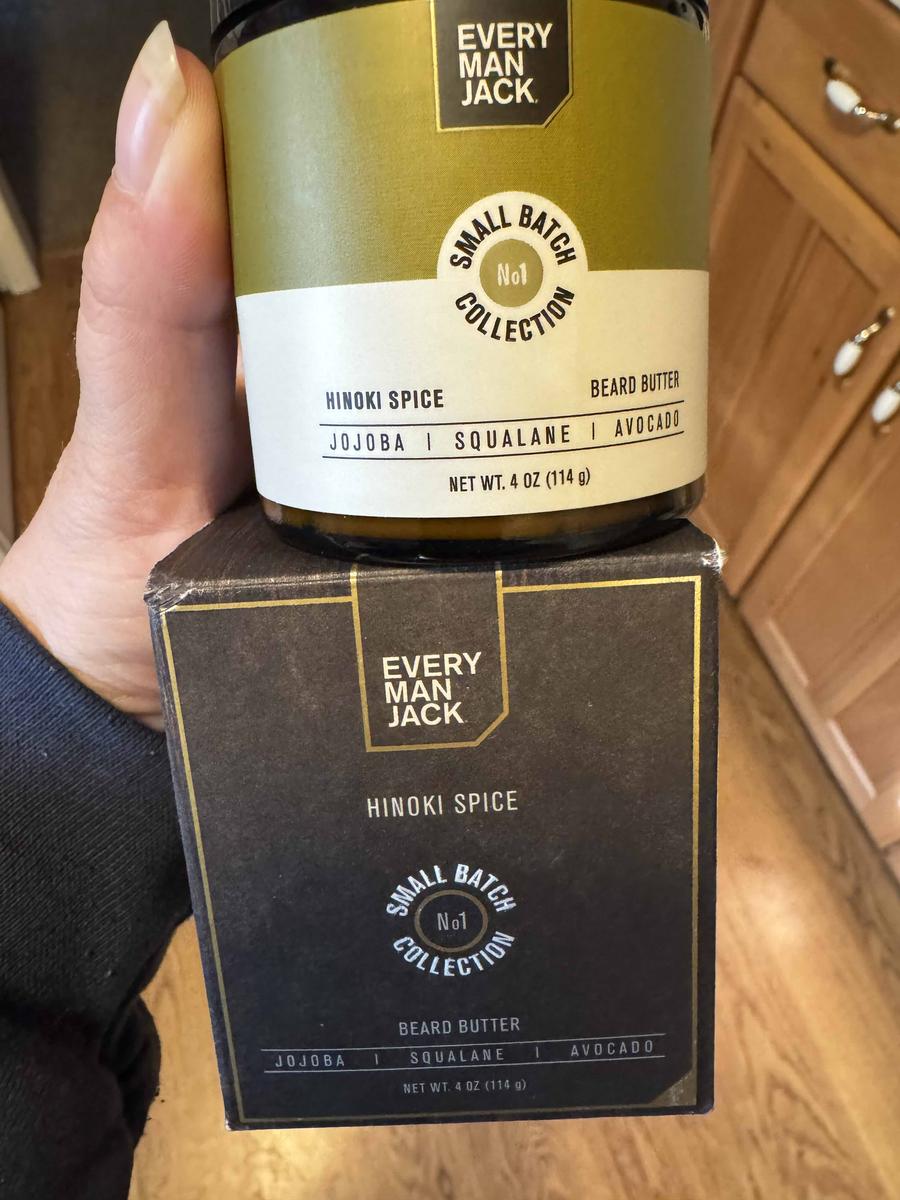 EVERY
MAN
JACK.
SMALL BATCH
No1
COLLECTION
HINOKI SPICE BEARD BUTTER
JOJOBA | SQUALANE | AVOCADO
NET WT. 4 OZ (114 g)
EVERY
MAN
JACK.
HINOKI SPICE
SMALL BATCH
No1
COLLECTION
BEARD BUTTER
JOJOBA | SQUALANE | AVOCADO
NET WT. 4 OZ (114 g)